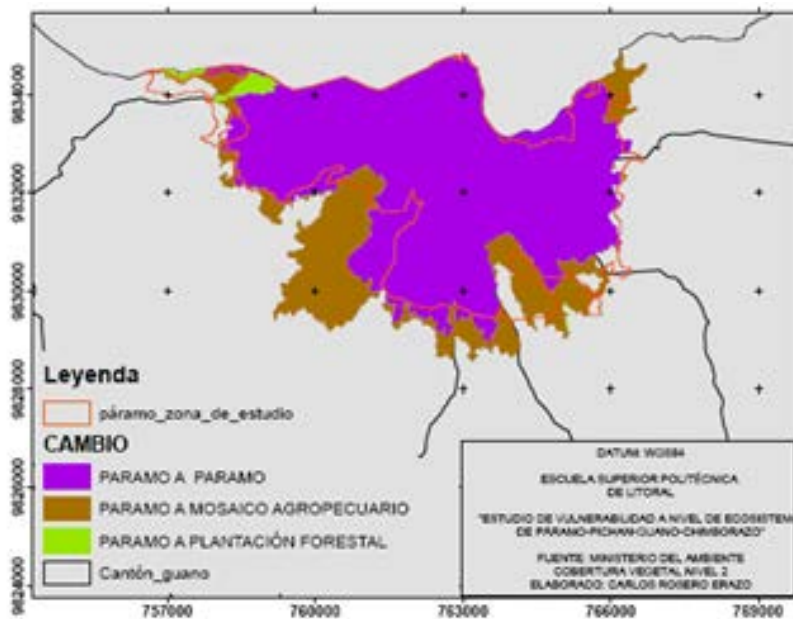 9834000
9832000
9830000
9828000
9826000
9824000
Leyenda
páramo_zona_de_estudio
CAMBIO
PARAMO A PARAMO
PARAMO A MOSAICO AGROPECUARIO
PARAMO A PLANTACIÓN FORESTAL
Cantón_guano
DATUM: WGS84
ESCUELA SUPERIOR POLITÉCNICA
DE LITORAL
"ESTUDIO DE VULNERABILIDAD A NIVEL DE ECOSISTEM
DE PÁRAMO-PICHAN-GUANO-CHIMBORAZO"
FUENTE: MINISTERIO DEL AMBIENTE
COBERTURA VEGETAL NIVEL 2
ELABORADO: CARLOS ROSERO ERAZO
757000 760000 763000 766000 769000